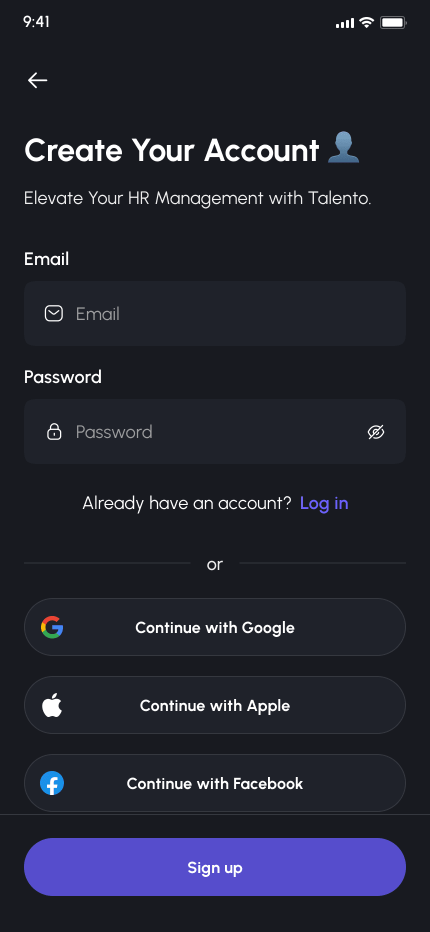 9:41
Create Your Account
Elevate Your HR Management with Talento.
Email
Email
Password
Password
Already have an account? Log in
or
Continue with Google
Continue with Apple
Continue with Facebook
Sign up